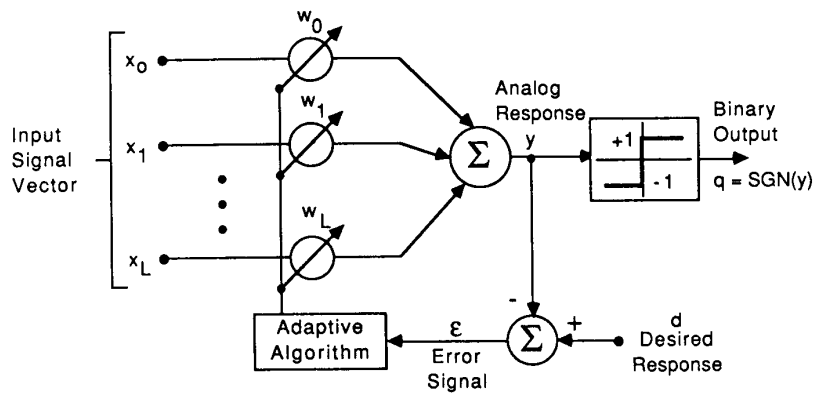 w0
x0
Analog
Response
Binary
Output
+1
-1
q = SGN(y)
w1
Input
Signal
Vector
x1
Σ
y
wL
xL
-
+
d
Desired
Response
Σ
ε
Error
Signal
Adaptive
Algorithm